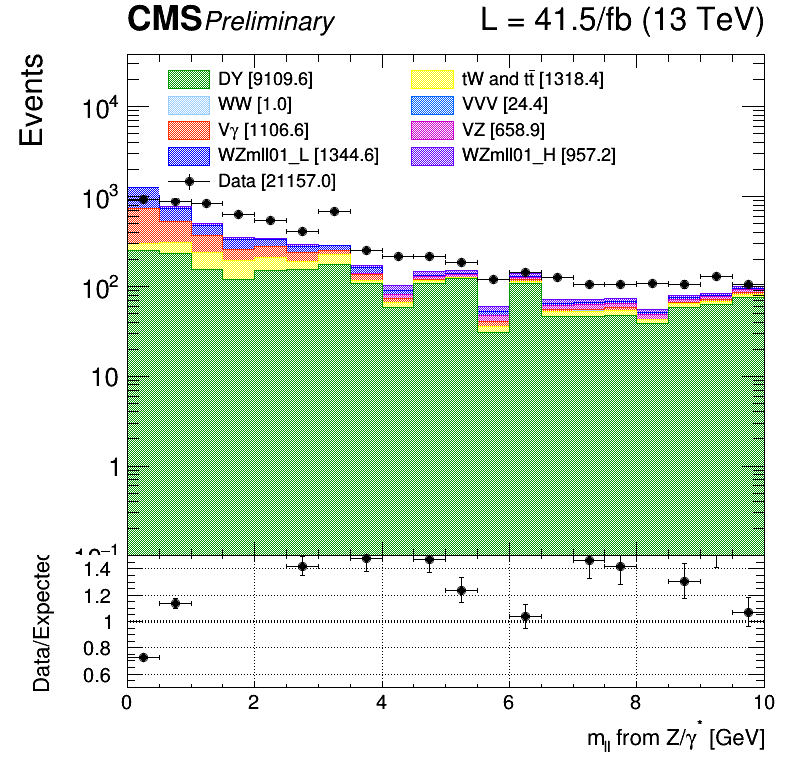 CMS Preliminary L = 41.5/fb (13 TeV)
Events
DY [9109.6]
tW and tt̄ [1318.4]
WW [1.0]
VVV [24.4]
Vγ [1106.6]
VZ [658.9]
WZmll01_L [1344.6]
WZmll01_H [957.2]
Data [21157.0]
10⁴
10³
10²
10
1
10⁻¹
Data/Expected
1.4
1.2
1
0.8
0.6
0 2 4 6 8 10
m_ll from Z/γ* [GeV]